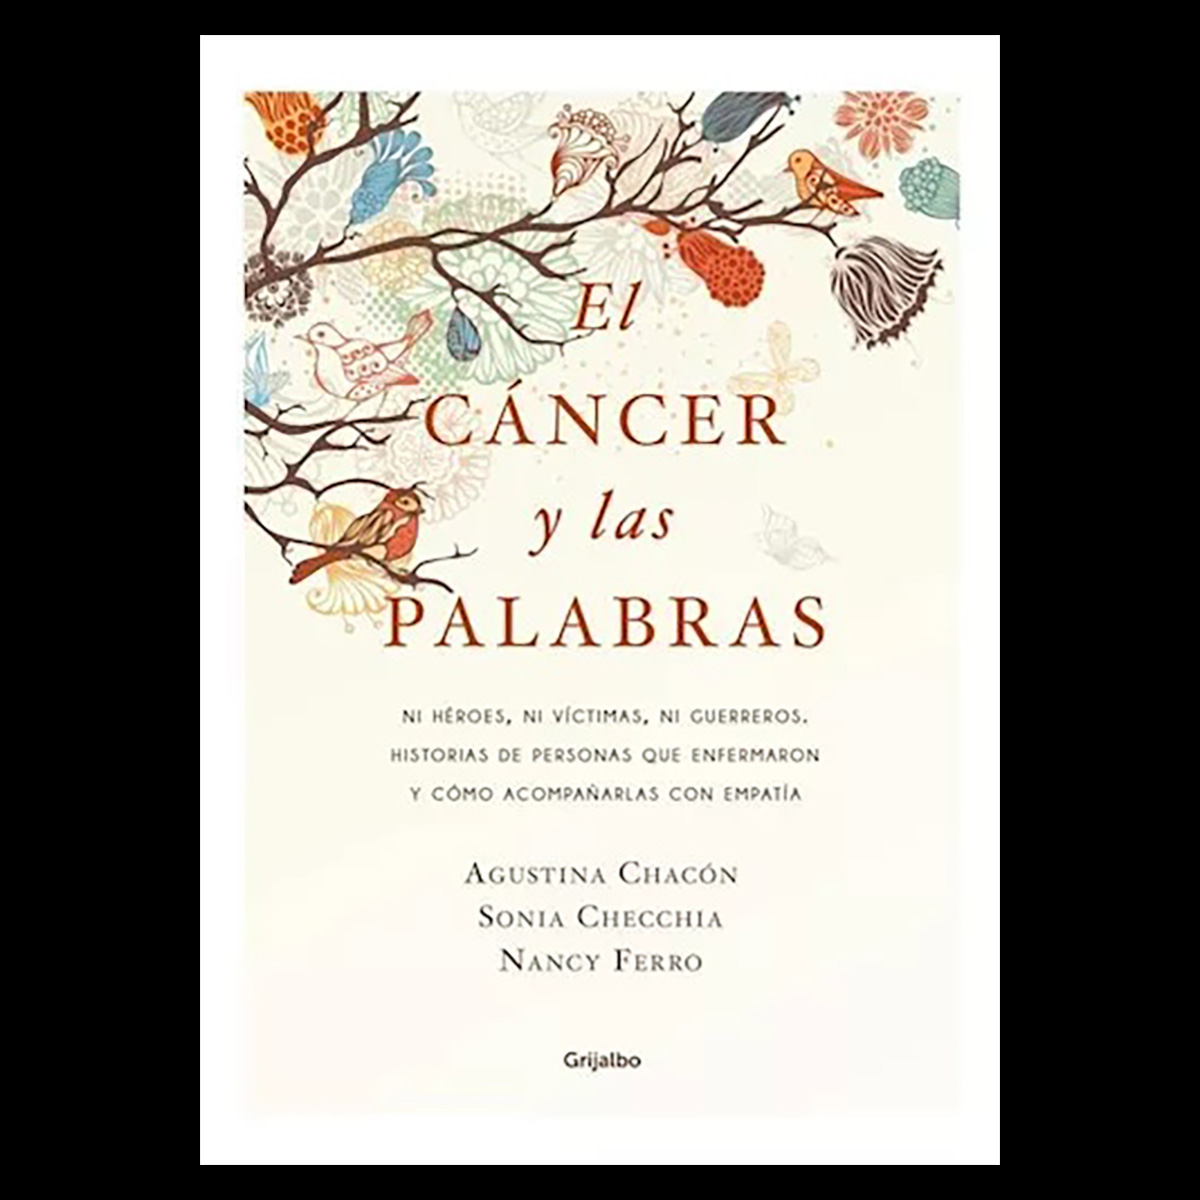 El
CÁNCER
y las
PALABRAS
NI HÉROES, NI VÍCTIMAS, NI GUERREROS.
HISTORIAS DE PERSONAS QUE ENFERMARON
Y CÓMO ACOMPAÑARLAS CON EMPATÍA
AGUSTINA CHACÓN
SONIA CHECCHIA
NANCY FERRO
Grijalbo